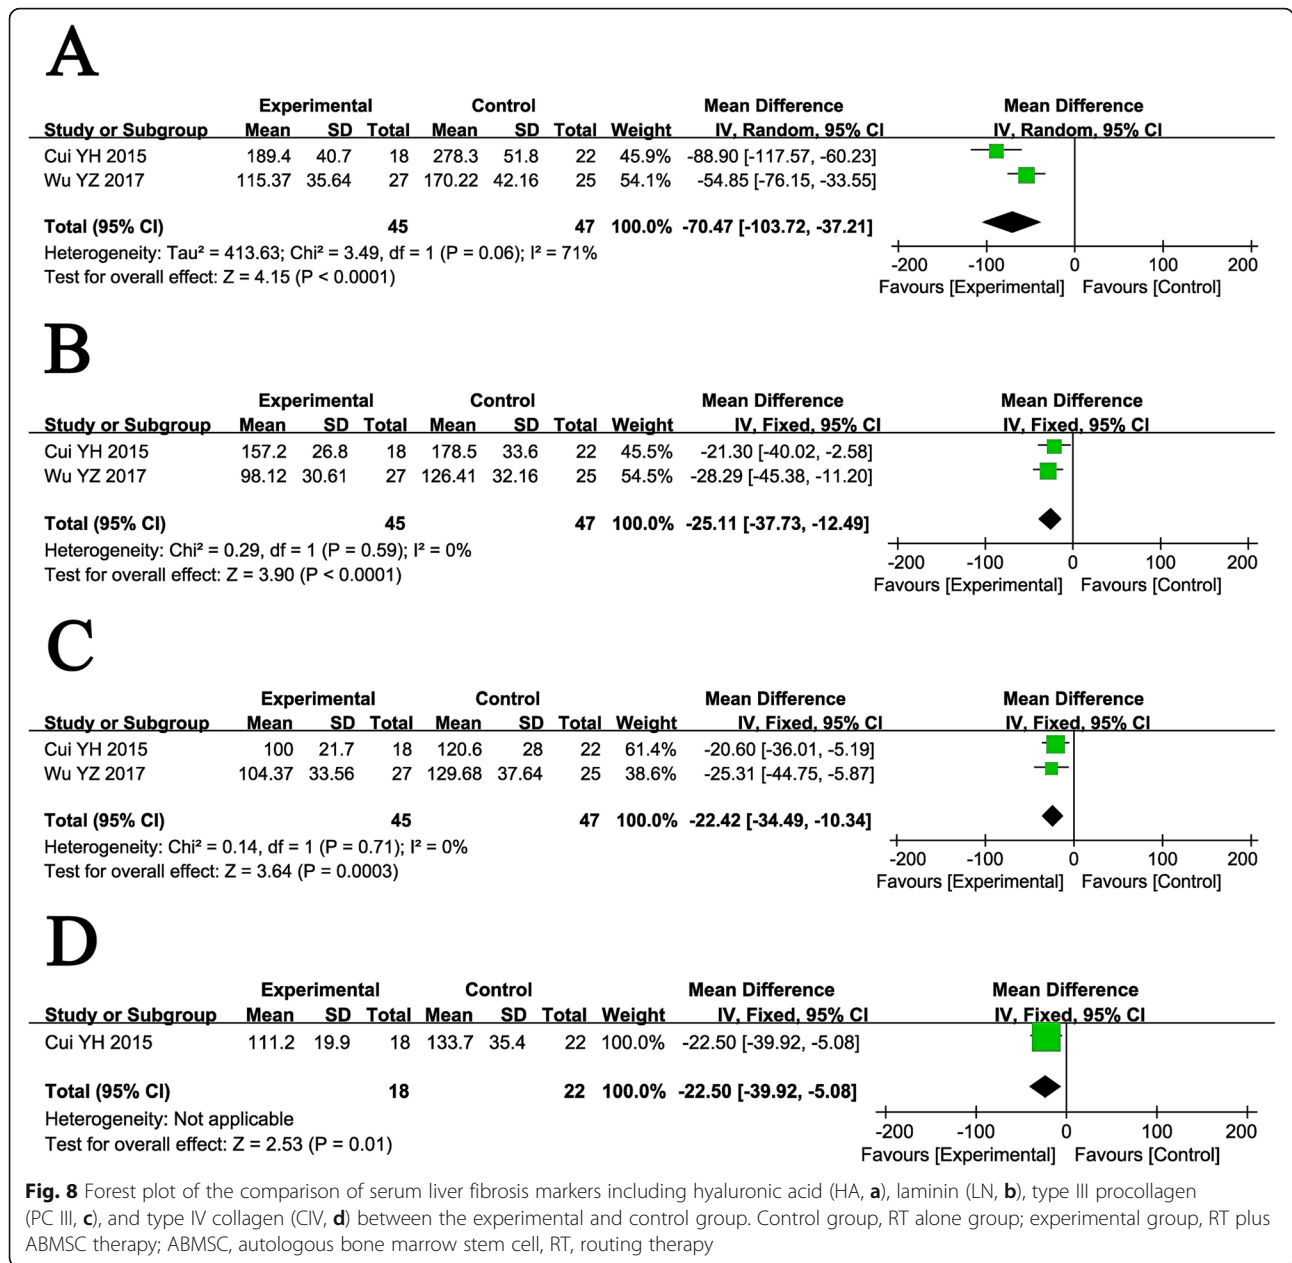 A
Experimental Control Mean Difference Mean Difference
Study or Subgroup Mean SD Total Mean SD Total Weight IV, Random, 95% CI IV, Random, 95% CI
Cui YH 2015 189.4 40.7 18 278.3 51.8 22 45.9% -88.90 [-117.57, -60.23]
Wu YZ 2017 115.37 35.64 27 170.22 42.16 25 54.1% -54.85 [-76.15, -33.55]
Total (95% CI) 45 47 100.0% -70.47 [-103.72, -37.21]
Heterogeneity: Tau² = 413.63; Chi² = 3.49, df = 1 (P = 0.06); I² = 71%
Test for overall effect: Z = 4.15 (P < 0.0001)
-200 -100 0 100 200
Favours [Experimental] Favours [Control]
B
Experimental Control Mean Difference Mean Difference
Study or Subgroup Mean SD Total Mean SD Total Weight IV, Fixed, 95% CI IV, Fixed, 95% CI
Cui YH 2015 157.2 26.8 18 178.5 33.6 22 45.5% -21.30 [-40.02, -2.58]
Wu YZ 2017 98.12 30.61 27 126.41 32.16 25 54.5% -28.29 [-45.38, -11.20]
Total (95% CI) 45 47 100.0% -25.11 [-37.73, -12.49]
Heterogeneity: Chi² = 0.29, df = 1 (P = 0.59); I² = 0%
Test for overall effect: Z = 3.90 (P < 0.0001)
-200 -100 0 100 200
Favours [Experimental] Favours [Control]
C
Experimental Control Mean Difference Mean Difference
Study or Subgroup Mean SD Total Mean SD Total Weight IV, Fixed, 95% CI IV, Fixed, 95% CI
Cui YH 2015 100 21.7 18 120.6 28 22 61.4% -20.60 [-36.01, -5.19]
Wu YZ 2017 104.37 33.56 27 129.68 37.64 25 38.6% -25.31 [-44.75, -5.87]
Total (95% CI) 45 47 100.0% -22.42 [-34.49, -10.34]
Heterogeneity: Chi² = 0.14, df = 1 (P = 0.71); I² = 0%
Test for overall effect: Z = 3.64 (P = 0.0003)
-200 -100 0 100 200
Favours [Experimental] Favours [Control]
D
Experimental Control Mean Difference Mean Difference
Study or Subgroup Mean SD Total Mean SD Total Weight IV, Fixed, 95% CI IV, Fixed, 95% CI
Cui YH 2015 111.2 19.9 18 133.7 35.4 22 100.0% -22.50 [-39.92, -5.08]
Total (95% CI) 18 22 100.0% -22.50 [-39.92, -5.08]
Heterogeneity: Not applicable
Test for overall effect: Z = 2.53 (P = 0.01)
-200 -100 0 100 200
Favours [Experimental] Favours [Control]
Fig. 8 Forest plot of the comparison of serum liver fibrosis markers including hyaluronic acid (HA, a), laminin (LN, b), type III procollagen
(PC III, c), and type IV collagen (CIV, d) between the experimental and control group. Control group, RT alone group; experimental group, RT plus
ABMSC therapy; ABMSC, autologous bone marrow stem cell, RT, routing therapy